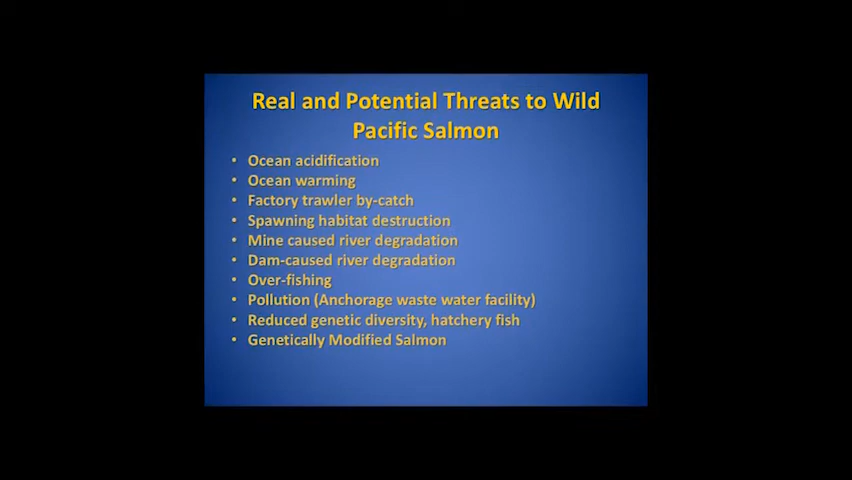 Real and Potential Threats to Wild
Pacific Salmon
• Ocean acidification
• Ocean warming
• Factory trawler by-catch
• Spawning habitat destruction
• Mine caused river degradation
• Dam-caused river degradation
• Over-fishing
• Pollution (Anchorage waste water facility)
• Reduced genetic diversity, hatchery fish
• Genetically Modified Salmon